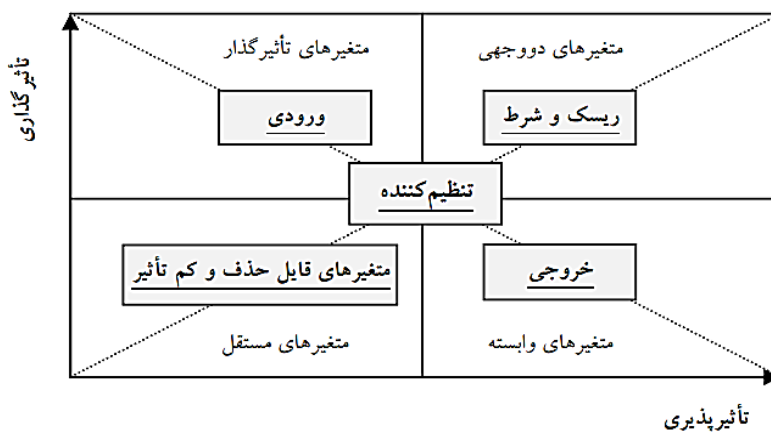 تأثیرگذاری
متغیرهای دووجهی
متغیرهای تأثیرگذار
ریسک و شرط
ورودی
تنظیم‌کننده
خروجی
متغیرهای قایل حذف و کم تأثیر
متغیرهای وابسته
متغیرهای مستقل
تأثیرپذیری